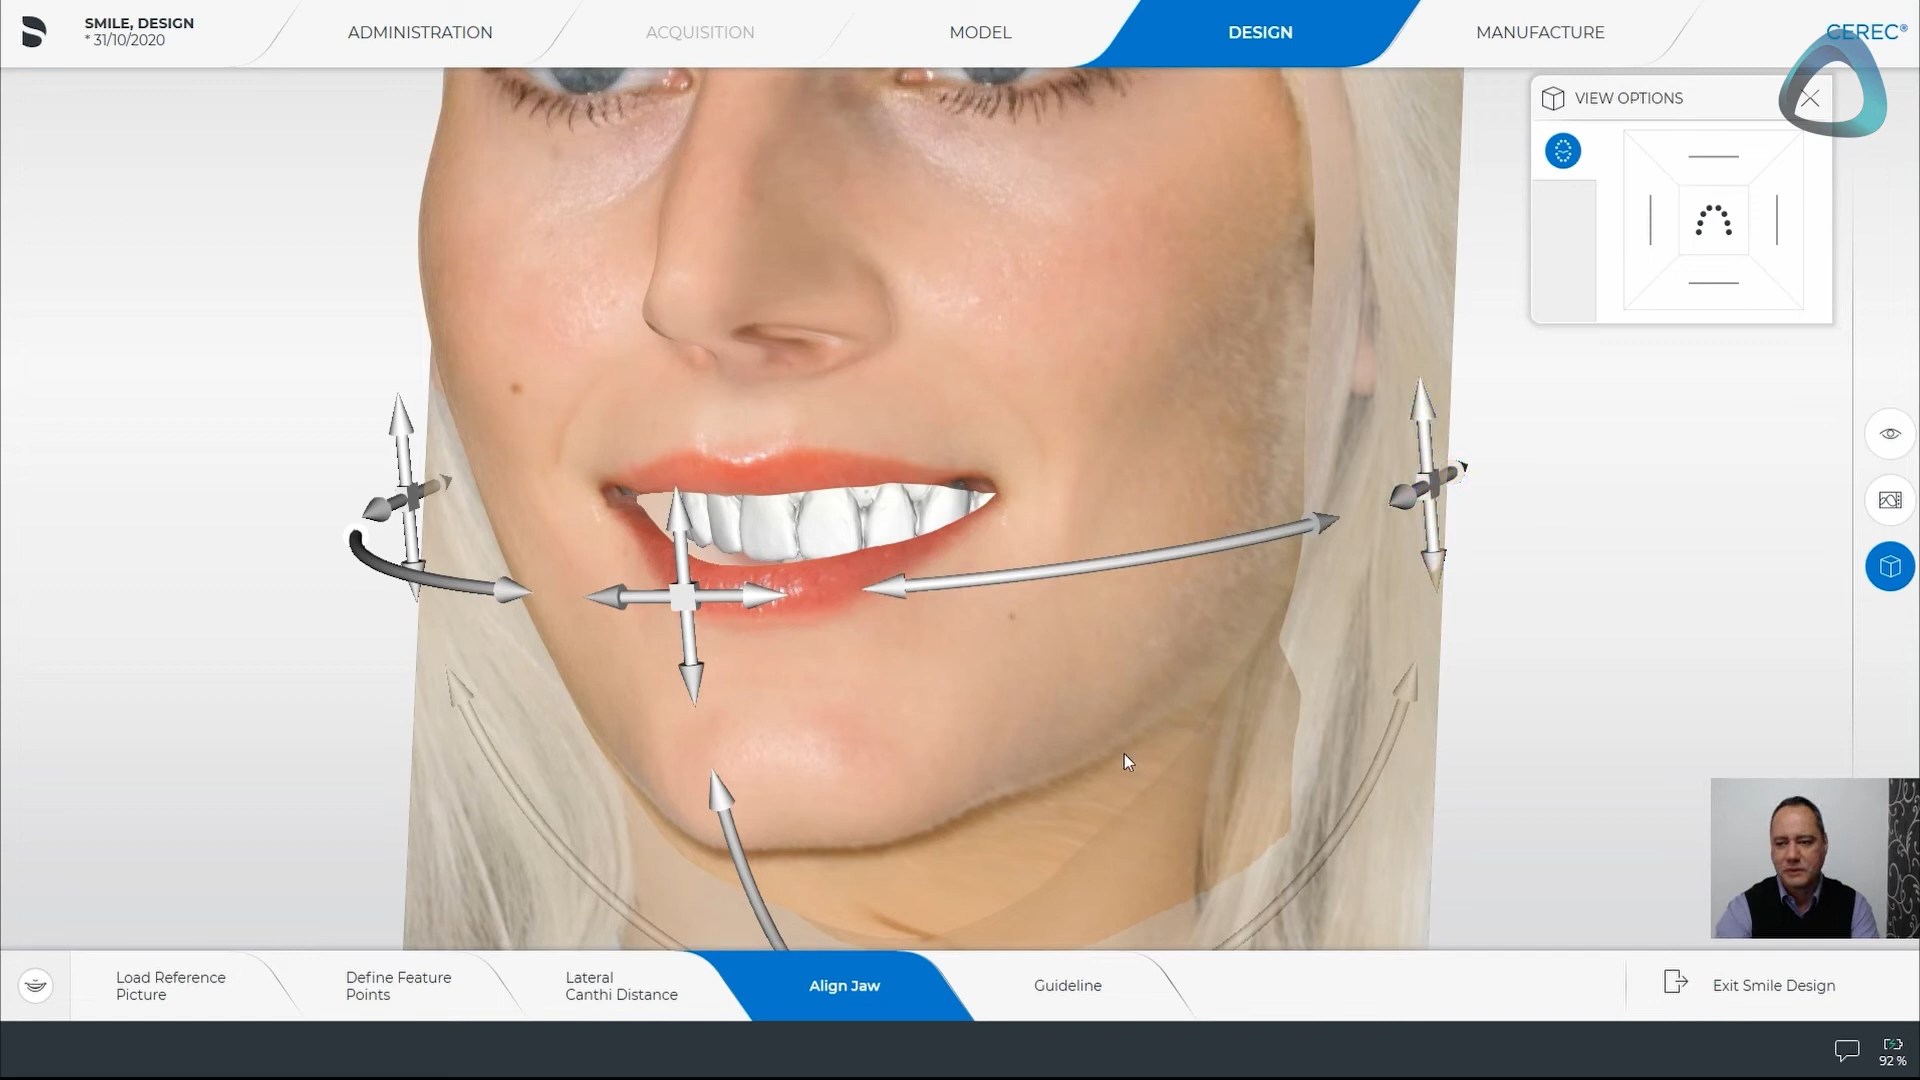 SMILE, DESIGN
* 31/10/2020
ADMINISTRATION
ACQUISITION
MODEL
DESIGN
MANUFACTURE
CEREC®
VIEW OPTIONS
Load Reference
Picture
Define Feature
Points
Lateral
Canthi Distance
Align Jaw
Guideline
Exit Smile Design
92 %